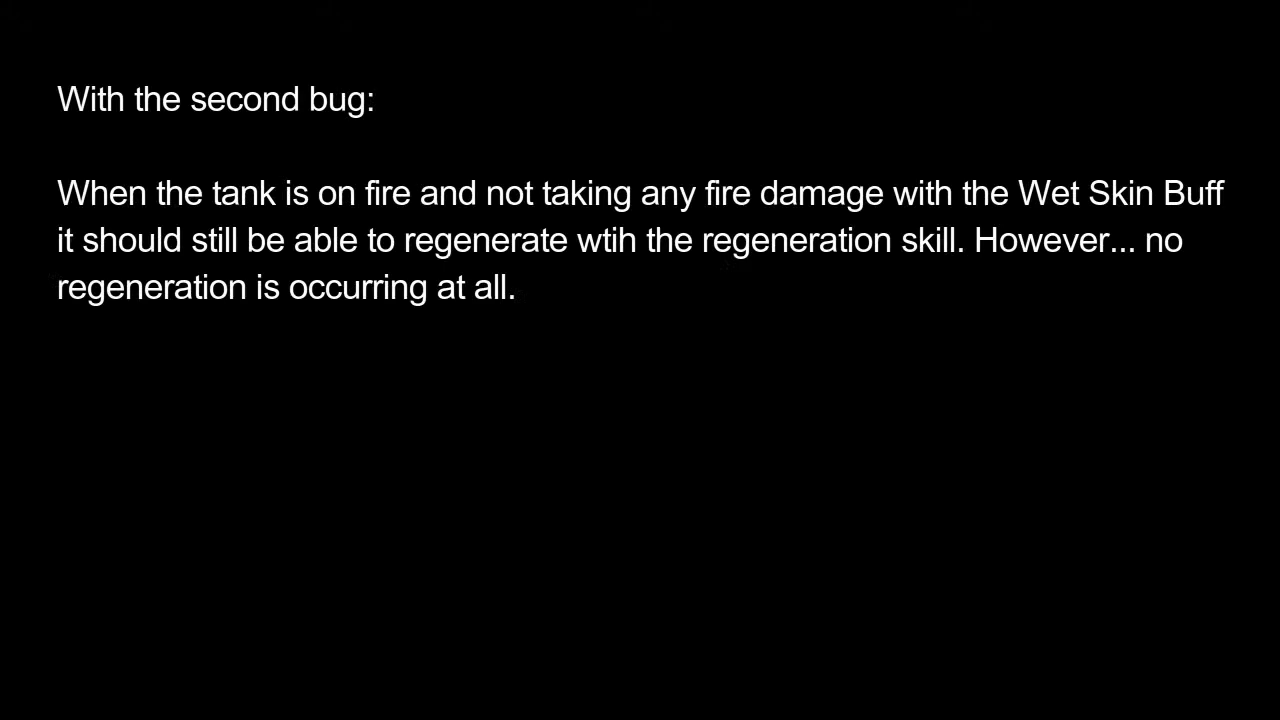 With the second bug:
When the tank is on fire and not taking any fire damage with the Wet Skin Buff
it should still be able to regenerate wtih the regeneration skill. However... no
regeneration is occurring at all.